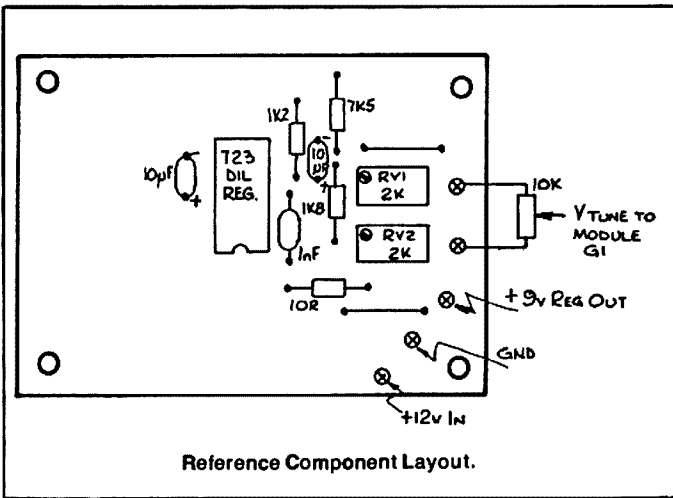 1K2
7K5
10µF
-
+
723
DIL
REG.
10
µF
-
+
1K8
1nF
RV1
2K
RV2
2K
10R
10K
V TUNE TO
MODULE
G1
+9V REG OUT
GND
+12V IN
Reference Component Layout.